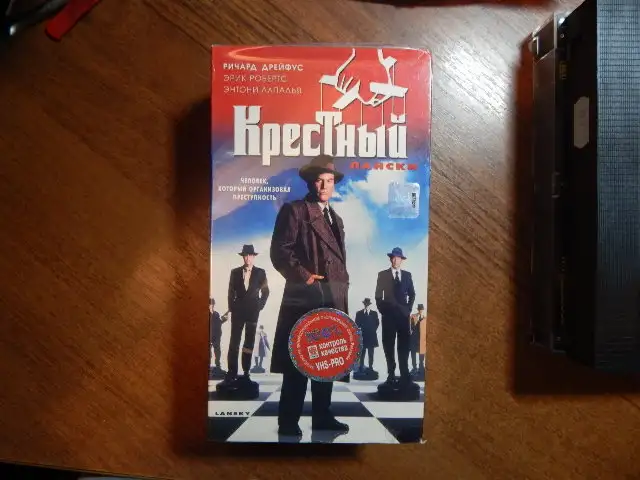 РИЧАРД ДРЕЙФУС
ЭРИК РОБЕРТС
ЭНТОНИ ЛАПАЛЬЯ
Крестный
ЛАНСКИ
ЧЕЛОВЕК,
КОТОРЫЙ ОРГАНИЗОВАЛ
ПРЕСТУПНОСТЬ
контроль
качества
VHS-PRO
LANSKY